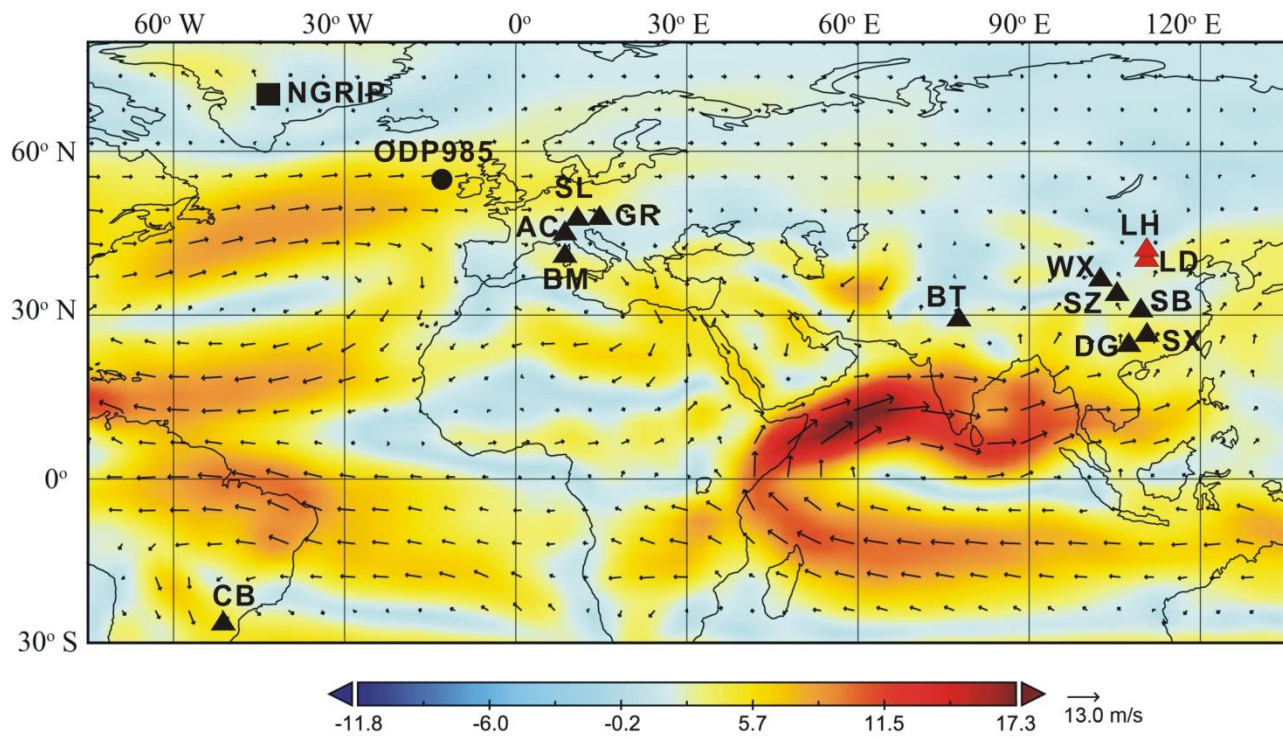 60° W 30° W 0° 30° E 60° E 90° E 120° E
NGRIP
60° N
ODP985
SL
AC GR
BM
LH
WX LD
BT SZ SB
30° N
DG SX
0°
CB
30° S
-11.8 -6.0 -0.2 5.7 11.5 17.3 13.0 m/s